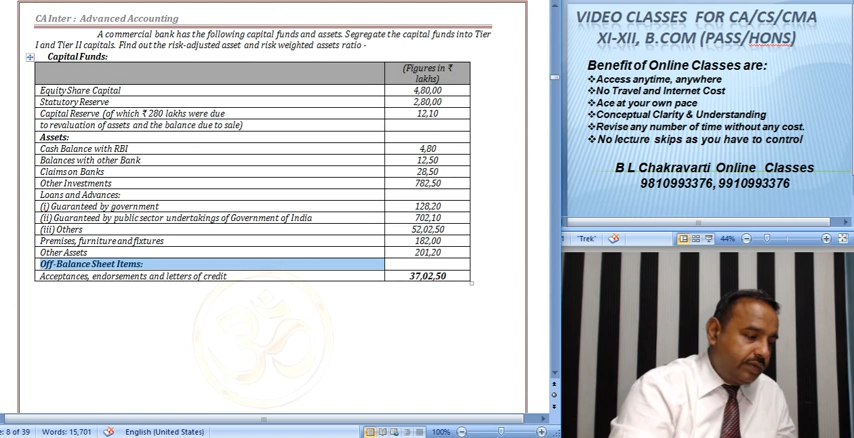 CA Inter : Advanced Accounting
A commercial bank has the following capital funds and assets. Segregate the capital funds into Tier
I and Tier II capitals. Find out the risk-adjusted asset and risk weighted assets ratio -
Capital Funds:
(Figures in ₹
lakhs)
Equity Share Capital 4,80,00
Statutory Reserve 2,80,00
Capital Reserve (of which ₹ 280 lakhs were due 12,10
to revaluation of assets and the balance due to sale)
Assets:
Cash Balance with RBI 4,80
Balances with other Bank 12,50
Claims on Banks 28,50
Other Investments 782,50
Loans and Advances:
(i) Guaranteed by government 128,20
(ii) Guaranteed by public sector undertakings of Government of India 702,10
(iii) Others 52,02,50
Premises, furniture and fixtures 182,00
Other Assets 201,20
Off-Balance Sheet Items:
Acceptances, endorsements and letters of credit 37,02,50
e: 8 of 39 Words: 15,701 English (United States) 100%
VIDEO CLASSES FOR CA/CS/CMA
XI-XII, B.COM (PASS/HONS)
Benefit of Online Classes are:
❖Access anytime, anywhere
❖No Travel and Internet Cost
❖Ace at your own pace
❖Conceptual Clarity & Understanding
❖Revise any number of time without any cost.
❖No lecture skips as you have to control
B L Chakravarti Online Classes
9810993376, 9910993376
"Trek" 44%